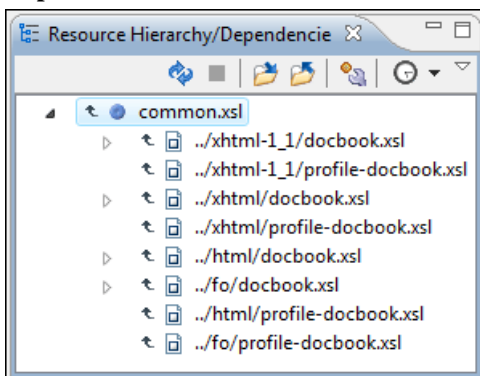 Resource Hierarchy/Dependencie
common.xsl
../xhtml-1_1/docbook.xsl
../xhtml-1_1/profile-docbook.xsl
../xhtml/docbook.xsl
../xhtml/profile-docbook.xsl
../html/docbook.xsl
../fo/docbook.xsl
../html/profile-docbook.xsl
../fo/profile-docbook.xsl